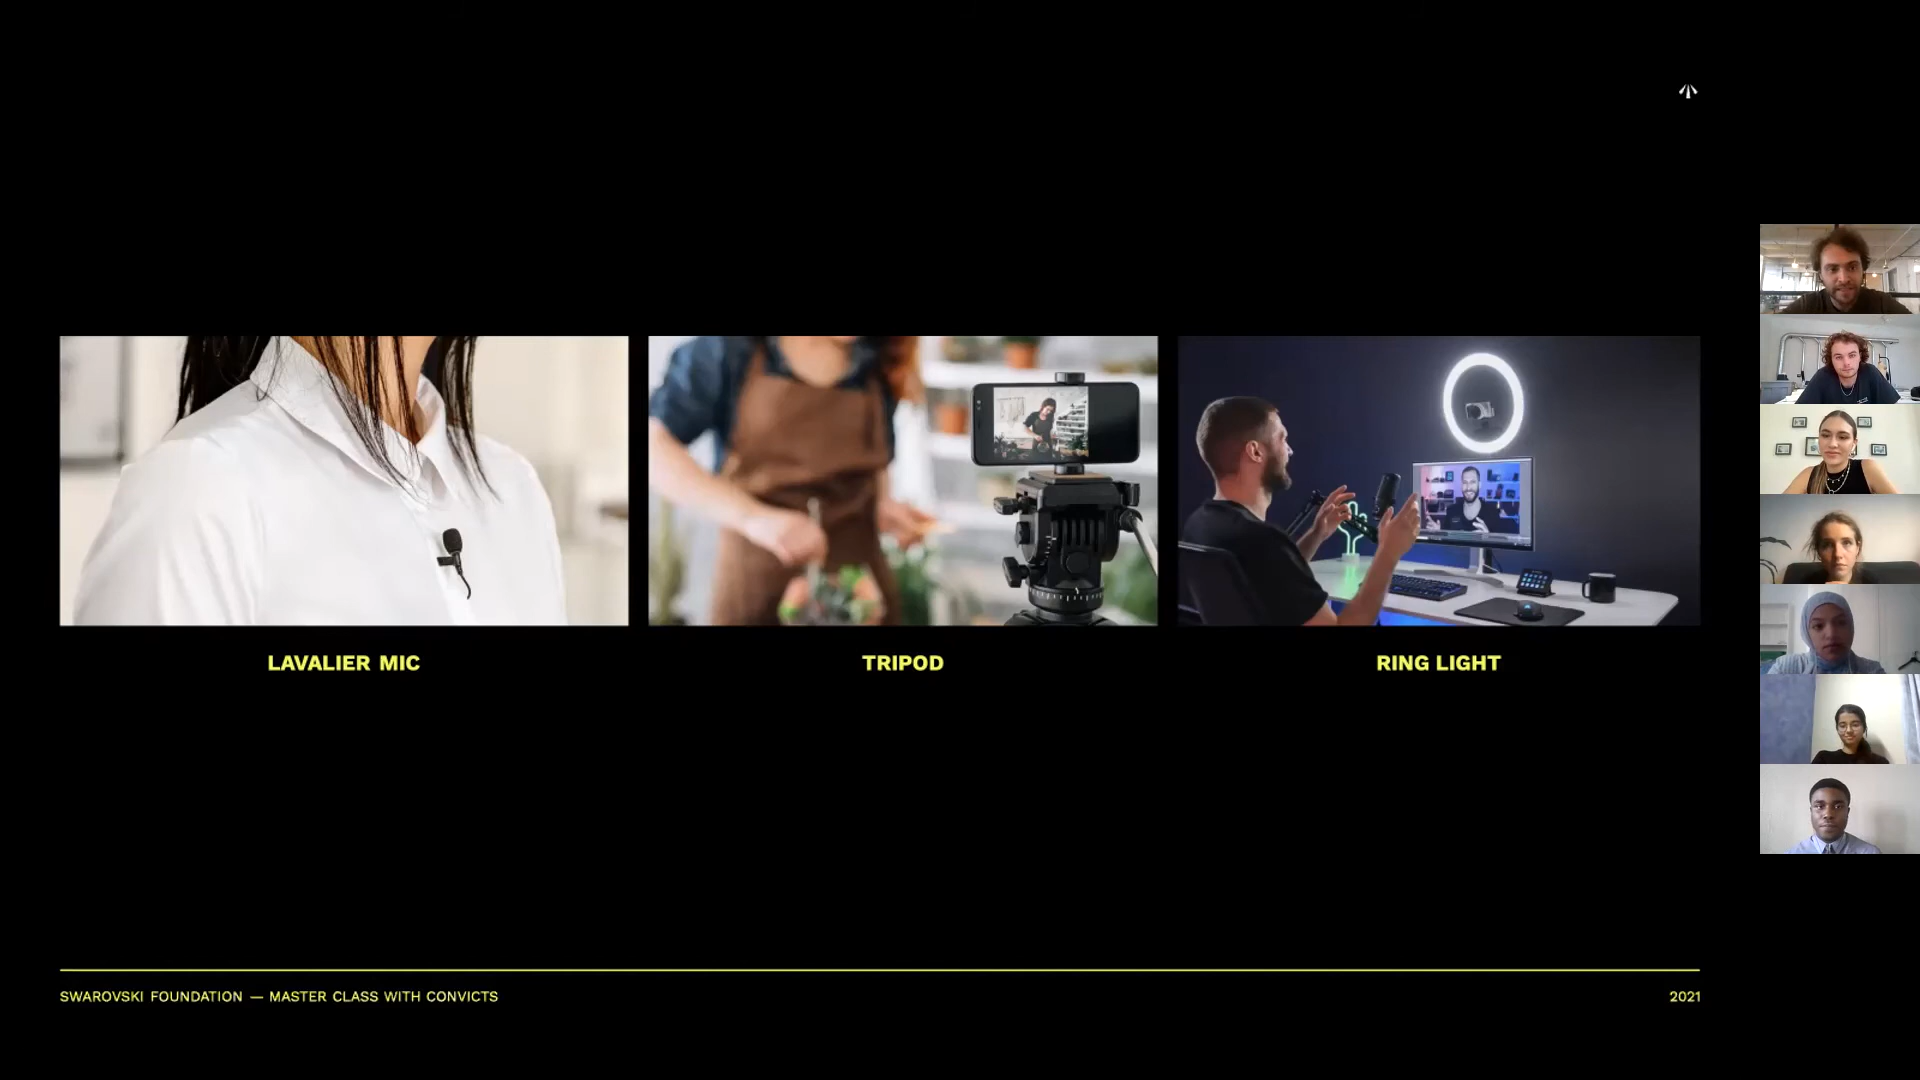 LAVALIER MIC
TRIPOD
RING LIGHT
SWAROVSKI FOUNDATION — MASTER CLASS WITH CONVICTS
2021